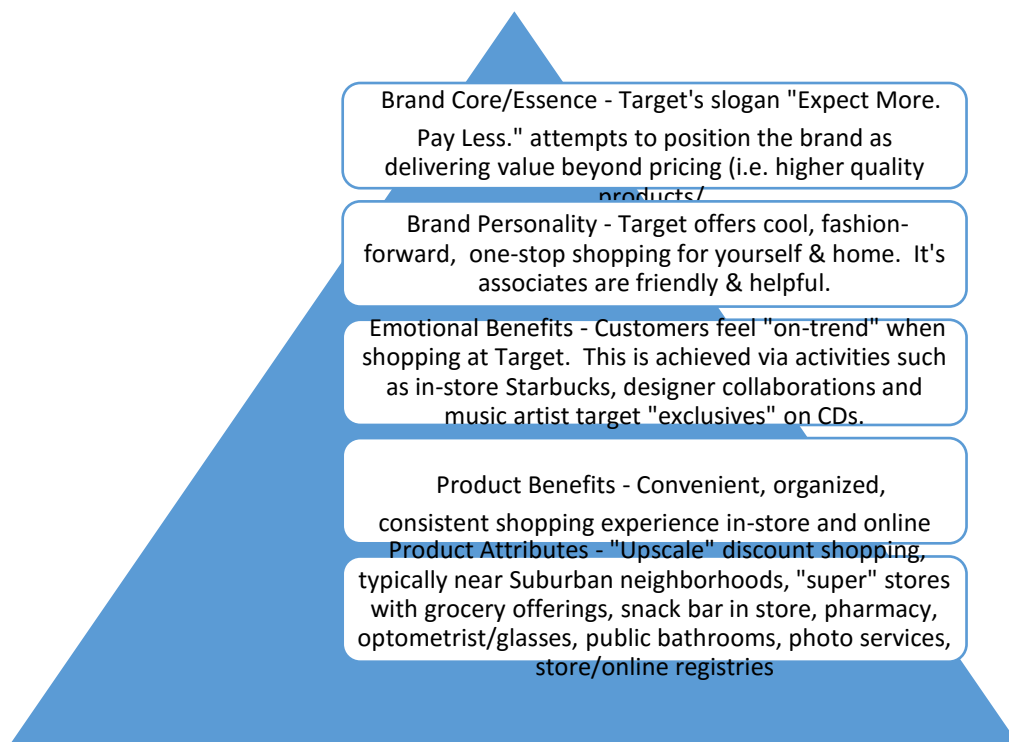 Brand Core/Essence - Target's slogan "Expect More.
Pay Less." attempts to position the brand as
delivering value beyond pricing (i.e. higher quality
products/
Brand Personality - Target offers cool, fashion-
forward,  one-stop shopping for yourself & home.  It's
associates are friendly & helpful.
Emotional Benefits - Customers feel "on-trend" when
shopping at Target.  This is achieved via activities such
as in-store Starbucks, designer collaborations and
music artist target "exclusives" on CDs.
Product Benefits - Convenient, organized,
consistent shopping experience in-store and online
Product Attributes - "Upscale" discount shopping,
typically near Suburban neighborhoods, "super" stores
with grocery offerings, snack bar in store, pharmacy,
optometrist/glasses, public bathrooms, photo services,
store/online registries